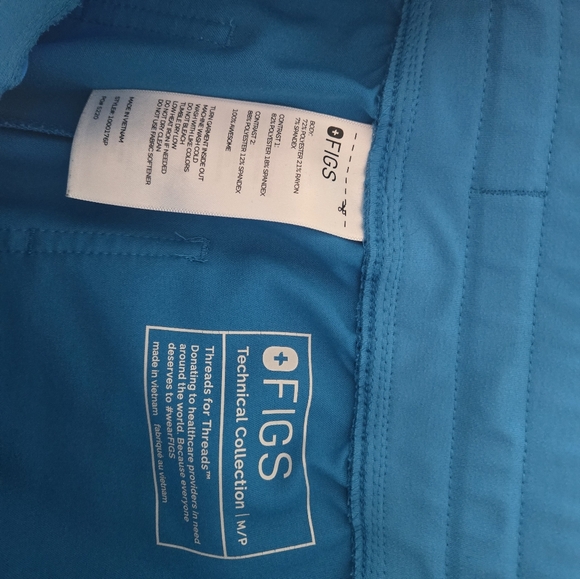 FIGS
BODY:
72% POLYESTER 21% RAYON
7% SPANDEX
CONTRAST 1:
82% POLYESTER 18% SPANDEX
CONTRAST 2:
88% POLYESTER 12% SPANDEX
100% AWESOME
TURN GARMENT INSIDE OUT
MACHINE WASH COLD
WASH WITH LIKE COLORS
DO NOT BLEACH
TUMBLE DRY LOW
LOW HEAT IRON IF NEEDED
DO NOT DRY CLEAN
DO NOT USE FABRIC SOFTENER
MADE IN VIETNAM
FIGS
Technical Collection | M/P
Threads for Threads™
Donating to healthcare providers in need
around the world. Because everyone
deserves to #wearFIGS
made in vietnam fabriqué au vietnam